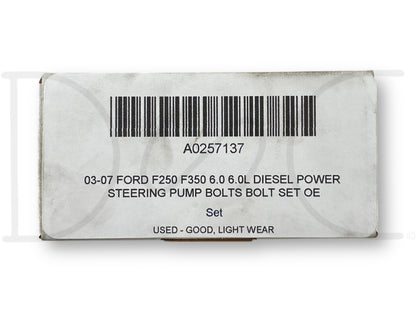 A0257137
03-07 FORD F250 F350 6.0 6.0L DIESEL POWER
STEERING PUMP BOLTS BOLT SET OE
Set
USED - GOOD, LIGHT WEAR